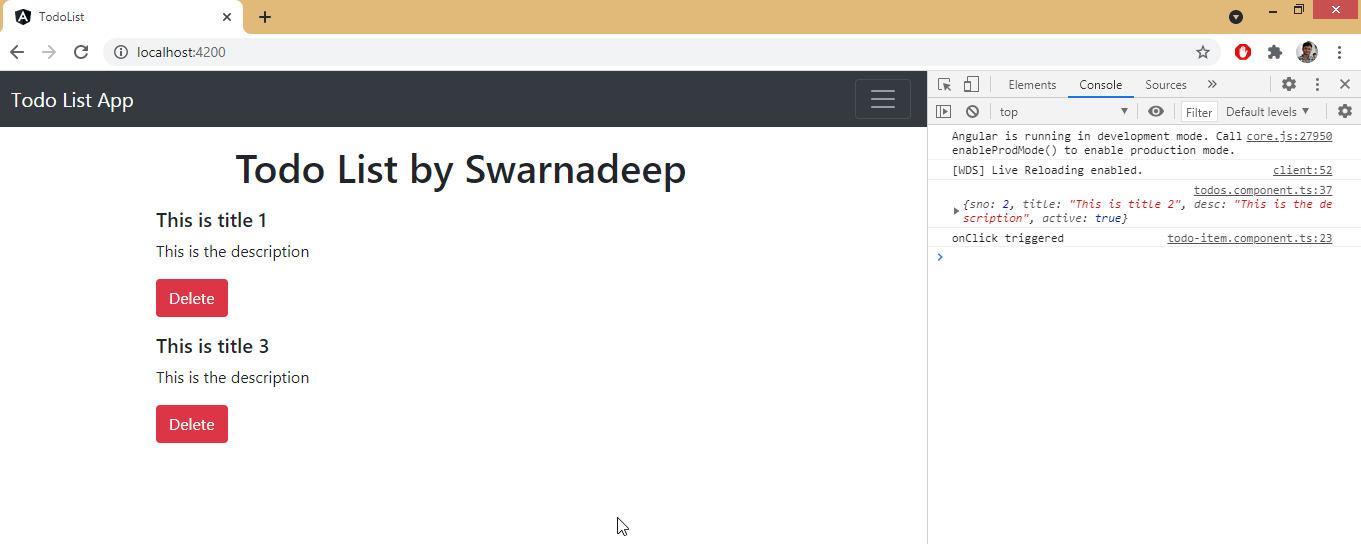 TodoList
localhost:4200
Todo List App
Todo List by Swarnadeep
This is title 1
This is the description
Delete
This is title 3
This is the description
Delete
Elements Console Sources
top Filter Default levels
Angular is running in development mode. Call core.js:27950
enableProdMode() to enable production mode.
[WDS] Live Reloading enabled. client:52
todos.component.ts:37
{sno: 2, title: "This is title 2", desc: "This is the de
scription", active: true}
onClick triggered todo-item.component.ts:23